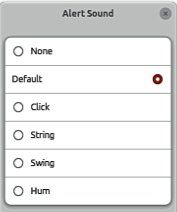 Alert Sound
None
Default
Click
String
Swing
Hum